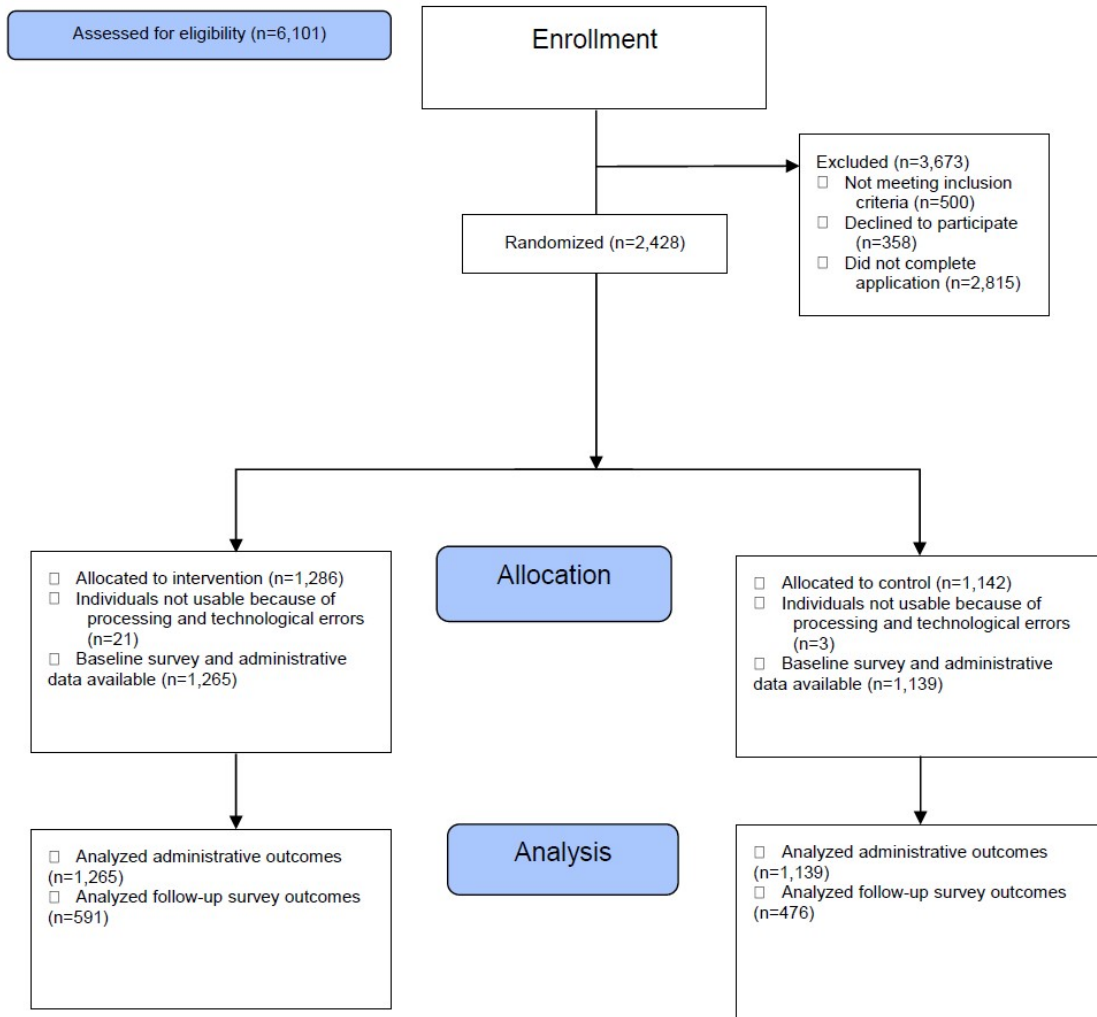 Assessed for eligibility (n=6,101)
Enrollment
Excluded (n=3,673)
Not meeting inclusion
criteria (n=500)
Declined to participate
(n=358)
Did not complete
application (n=2,815)
Randomized (n=2,428)
Allocated to intervention (n=1,286)
Individuals not usable because of
processing and technological errors
(n=21)
Baseline survey and administrative
data available (n=1,265)
Allocation
Allocated to control (n=1,142)
Individuals not usable because of
processing and technological errors
(n=3)
Baseline survey and administrative
data available (n=1,139)
Analyzed administrative outcomes
(n=1,265)
Analyzed follow-up survey outcomes
(n=591)
Analysis
Analyzed administrative outcomes
(n=1,139)
Analyzed follow-up survey outcomes
(n=476)